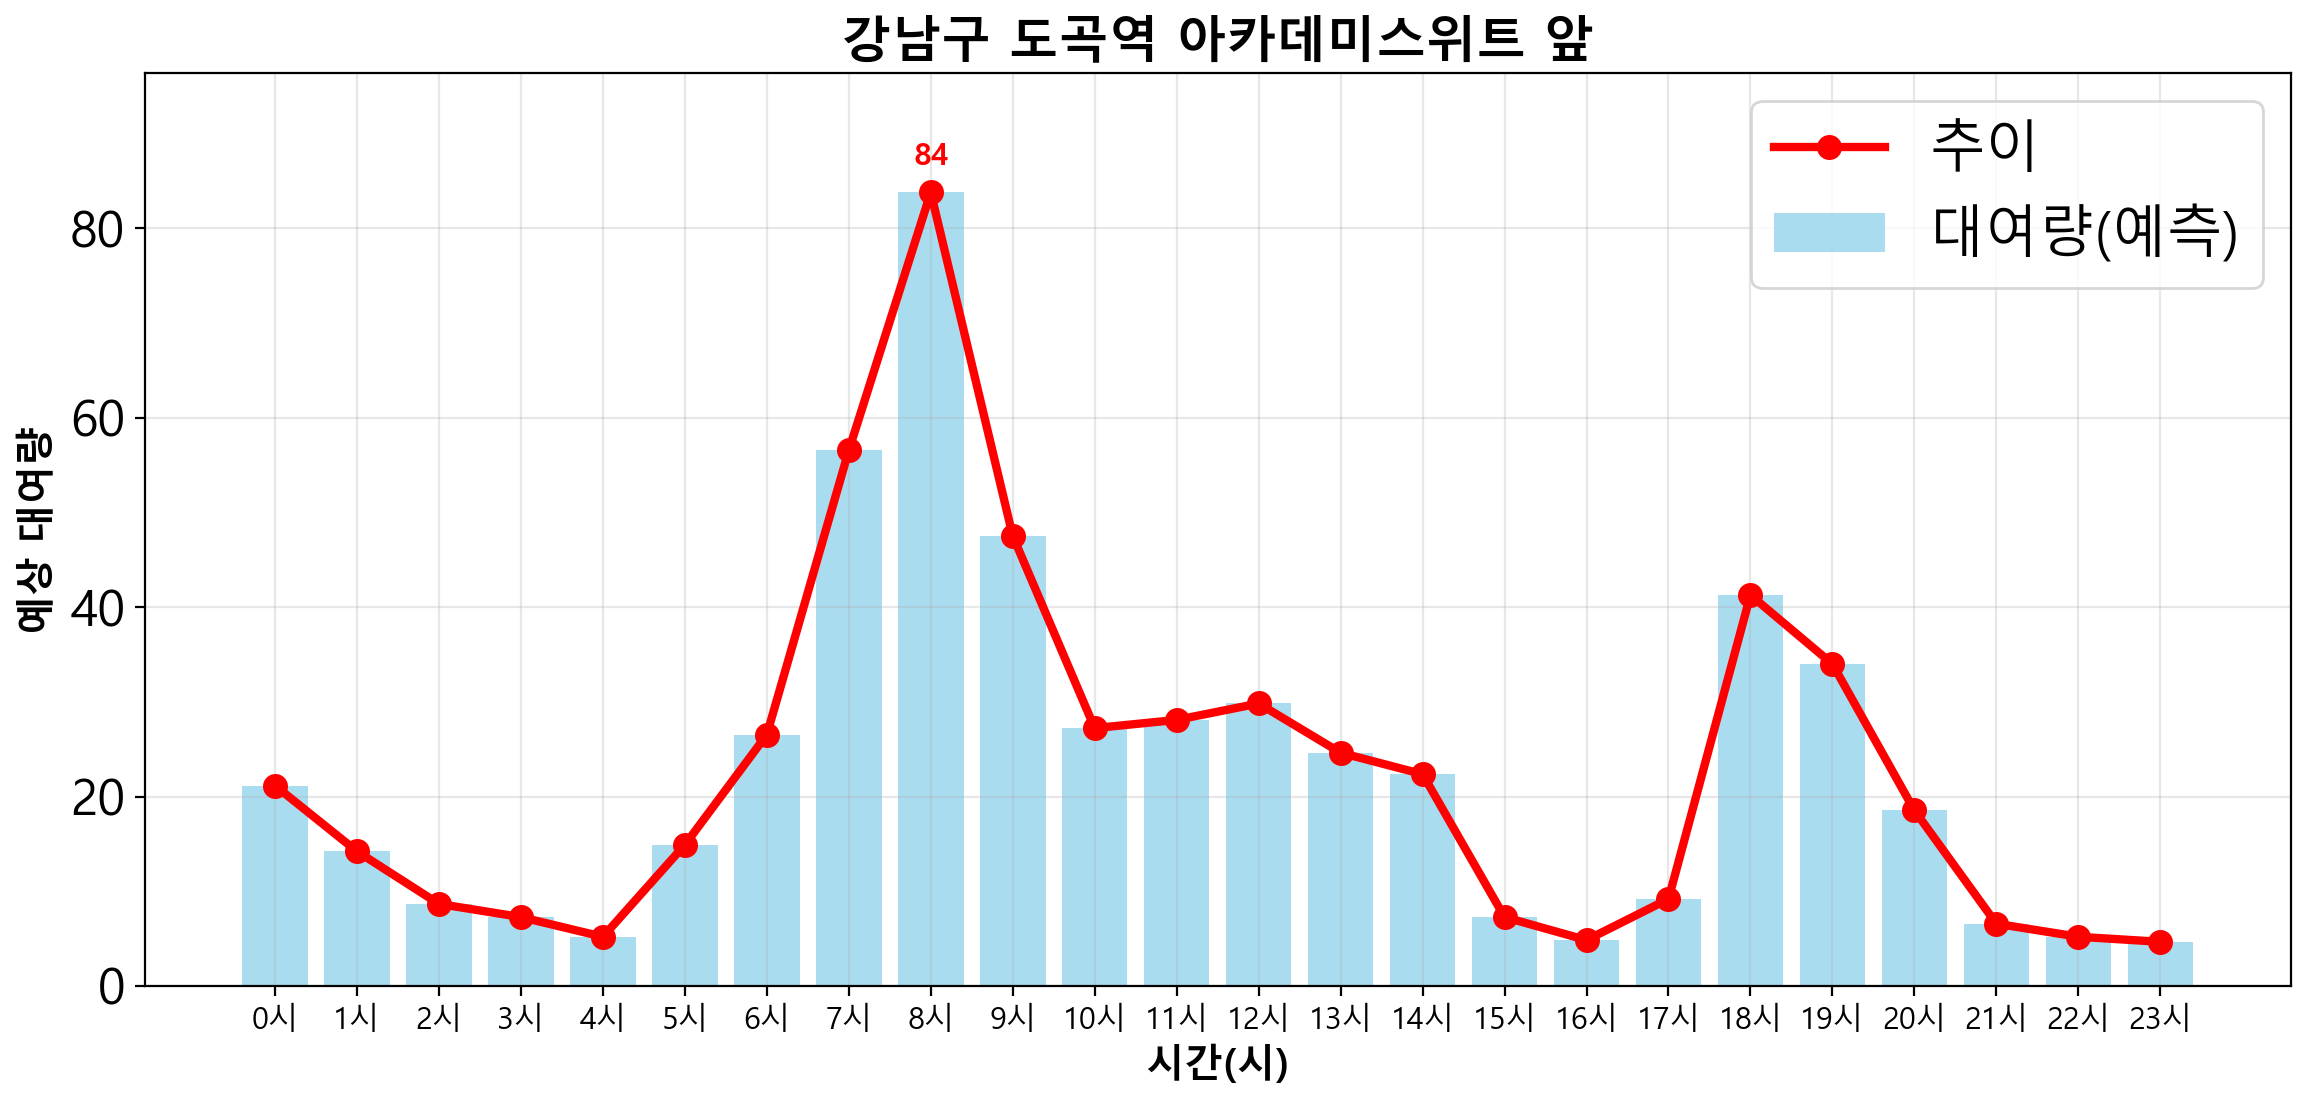 강남구 도곡역 아카데미스위트 앞
84
추이
대여량(예측)
예상 대여량
80
60
40
20
0
0시 1시 2시 3시 4시 5시 6시 7시 8시 9시 10시 11시 12시 13시 14시 15시 16시 17시 18시 19시 20시 21시 22시 23시
시간(시)